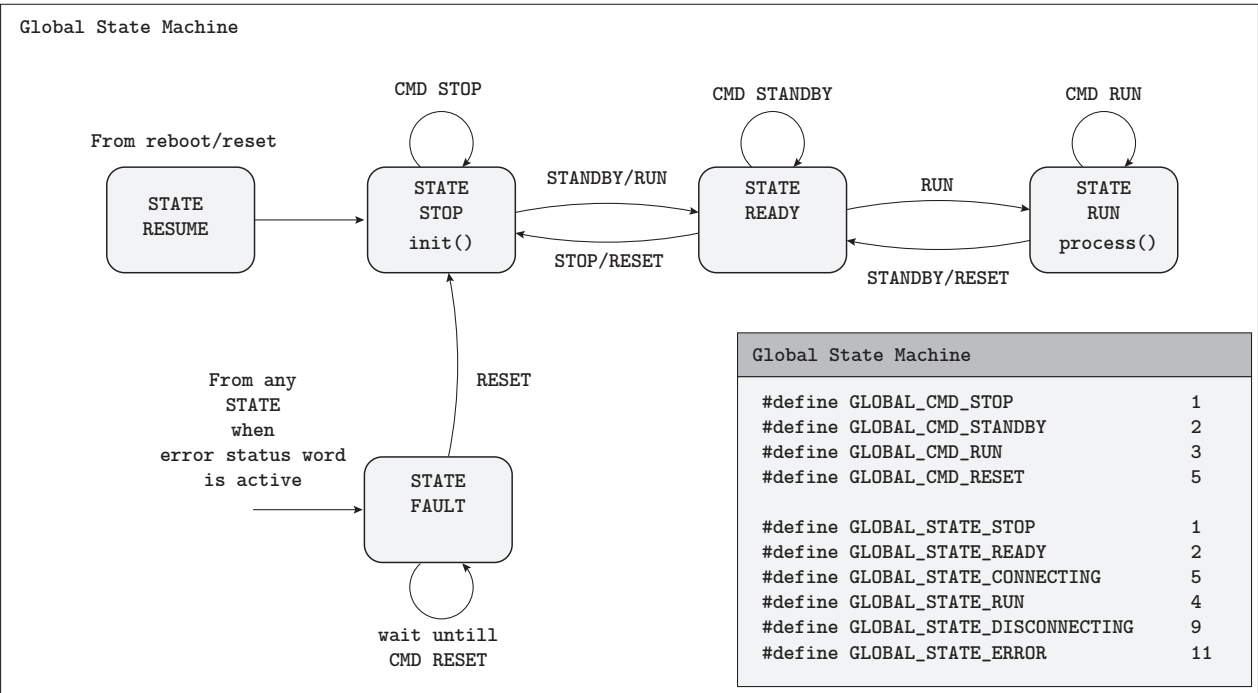 Global State Machine
CMD STOP
CMD STANDBY
CMD RUN
From reboot/reset
STATE
RESUME
STATE
STOP
init()
STANDBY/RUN
STOP/RESET
STATE
READY
RUN
STANDBY/RESET
STATE
RUN
process()
From any
STATE
when
error status word
is active
RESET
STATE
FAULT
wait untill
CMD RESET
Global State Machine
#define GLOBAL_CMD_STOP 1
#define GLOBAL_CMD_STANDBY 2
#define GLOBAL_CMD_RUN 3
#define GLOBAL_CMD_RESET 5
#define GLOBAL_STATE_STOP 1
#define GLOBAL_STATE_READY 2
#define GLOBAL_STATE_CONNECTING 5
#define GLOBAL_STATE_RUN 4
#define GLOBAL_STATE_DISCONNECTING 9
#define GLOBAL_STATE_ERROR 11